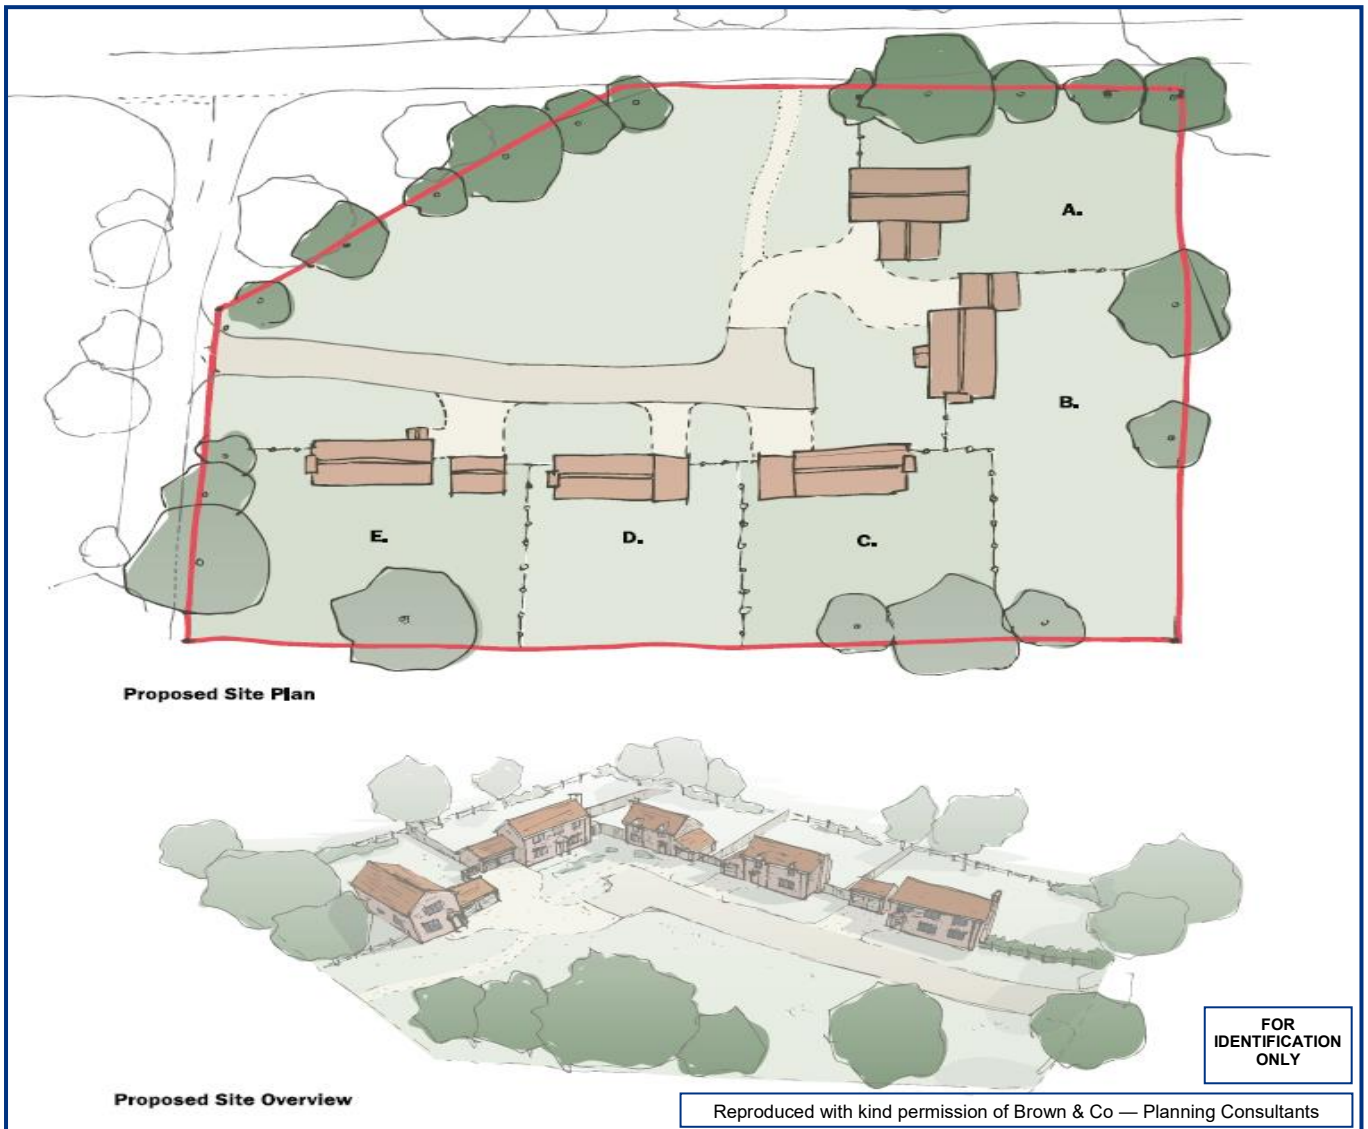 A.
B.
E.
D.
C.
Proposed Site Plan
FOR
IDENTIFICATION
ONLY
Proposed Site Overview
Reproduced with kind permission of Brown & Co — Planning Consultants